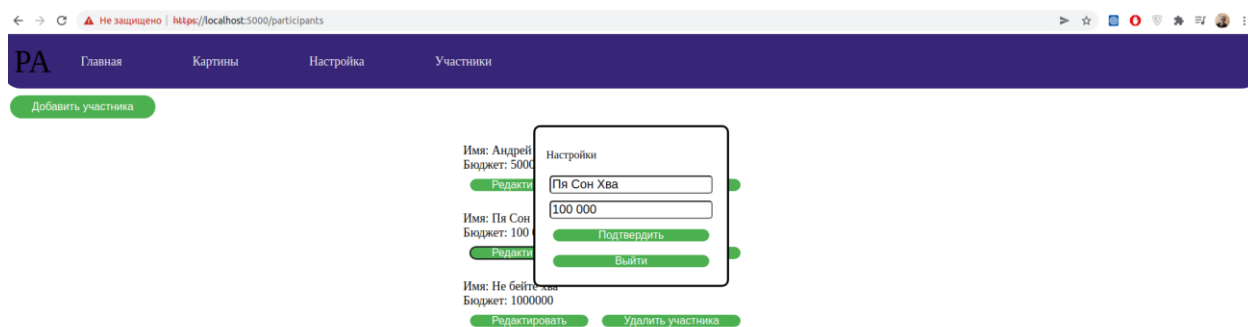 Не защищено | https://localhost:5000/participants
PA Главная Картины Настройка Участники
Добавить участника
Имя: Андрей
Бюджет: 5000
Редакти
Имя: Пя Сон
Бюджет: 100
Редакти
Настройки
Пя Сон Хва
100 000
Подтвердить
Выйти
Имя: Не бейте хва
Бюджет: 1000000
Редактировать Удалить участника